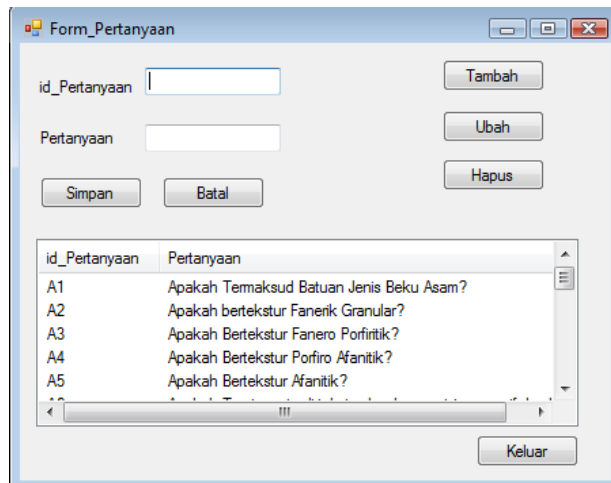 Form_Pertanyaan
id_Pertanyaan
Tambah
Pertanyaan
Ubah
Simpan
Batal
Hapus
id_Pertanyaan Pertanyaan
A1 Apakah Termaksud Batuan Jenis Beku Asam?
A2 Apakah bertekstur Fanerik Granular?
A3 Apakah Bertekstur Fanero Porfiritik?
A4 Apakah Bertekstur Porfiro Afanitik?
A5 Apakah Bertekstur Afanitik?
Keluar